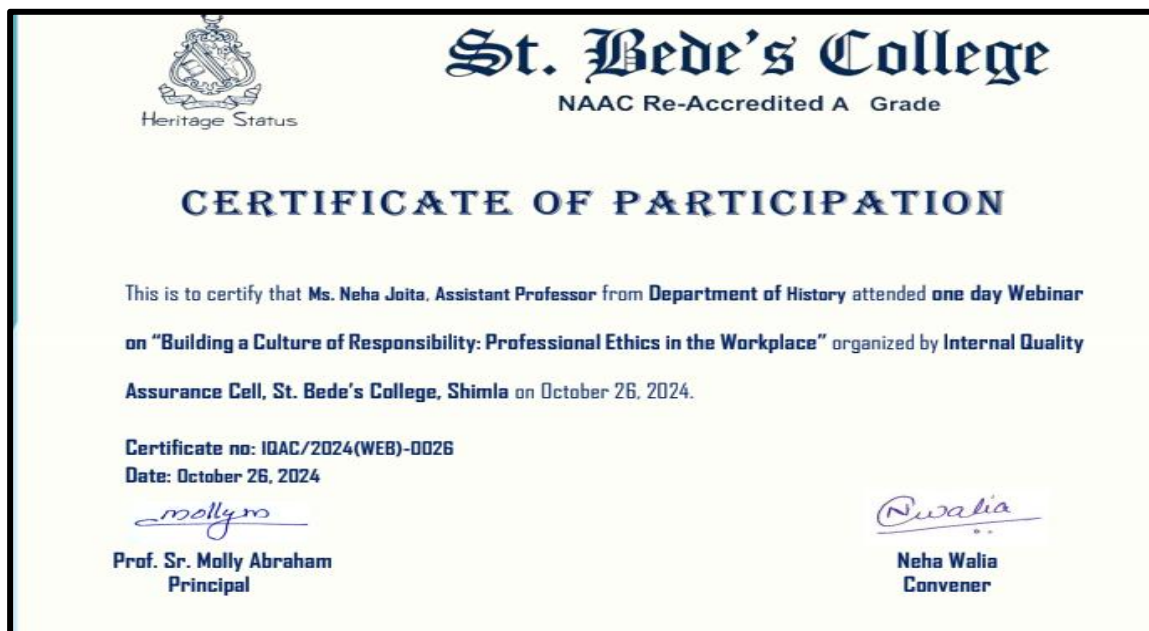 St. Bede's College
NAAC Re-Accredited A Grade
Heritage Status
CERTIFICATE OF PARTICIPATION
This is to certify that Ms. Neha Joita, Assistant Professor from Department of History attended one day Webinar
on “Building a Culture of Responsibility: Professional Ethics in the Workplace” organized by Internal Quality
Assurance Cell, St. Bede’s College, Shimla on October 26, 2024.
Certificate no: IQAC/2024(WEB)-0026
Date: October 26, 2024
mollym
Nwalia
Prof. Sr. Molly Abraham
Neha Walia
Principal
Convener